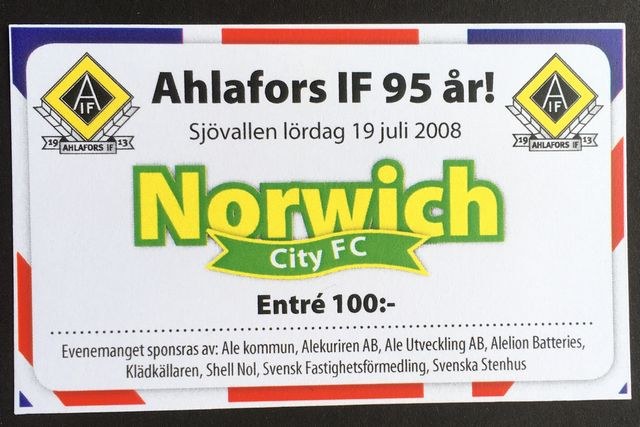 Ahlafors IF 95 år!
Sjövallen lördag 19 juli 2008
A
IF
19 AHLAFORS IF 13
A
IF
19 AHLAFORS IF 13
Norwich
City FC
Entré 100:-
Evenemanget sponsras av: Ale kommun, Alekuriren AB, Ale Utveckling AB, Alelion Batteries,
Klädkällaren, Shell Nol, Svensk Fastighetsförmedling, Svenska Stenhus